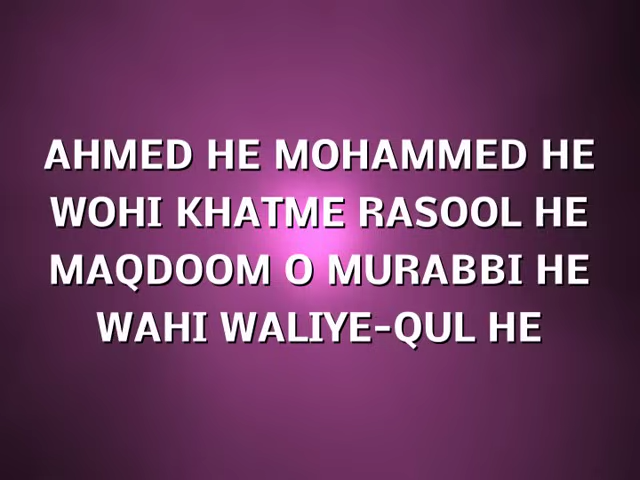 AHMED HE MOHAMMED HE
WOHI KHATME RASOOL HE
MAQDOOM O MURABBI HE
WAHI WALIYE-QUL HE